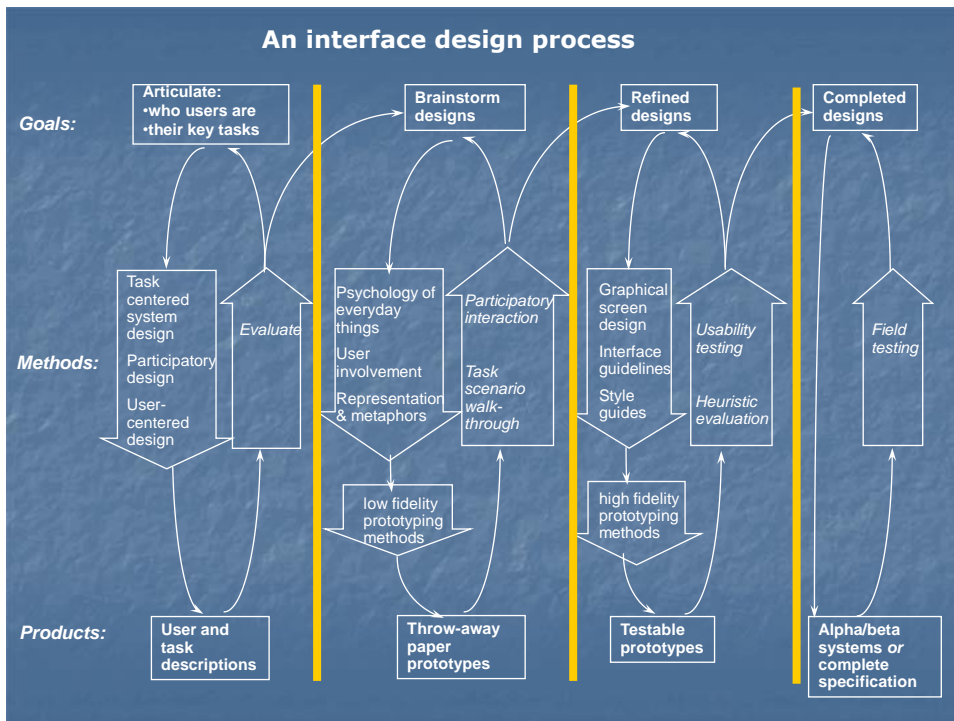 An interface design process
Goals:
Articulate:
•who users are
•their key tasks
Brainstorm
designs
Refined
designs
Completed
designs
Methods:
Task
centered
system
design
Participatory
design
User-
centered
design
Evaluate
Psychology of
everyday
things
User
involvement
Representation
& metaphors
low fidelity
prototyping
methods
Participatory
interaction
Task
scenario
walk-
through
Graphical
screen
design
Interface
guidelines
Style
guides
high fidelity
prototyping
methods
Usability
testing
Heuristic
evaluation
Field
testing
Products:
User and
task
descriptions
Throw-away
paper
prototypes
Testable
prototypes
Alpha/beta
systems or
complete
specification